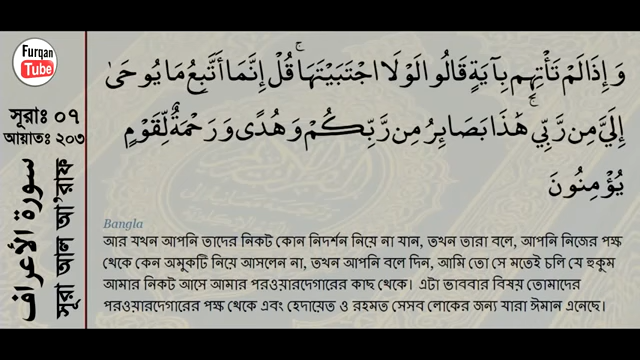 Furqan
Tube
সূরাঃ ০৭
আয়াতঃ ২০৩
سورة الأعراف
সূরা আল আ'রাফ
وَإِذَا لَمْ تَأْتِهِم بِآيَةٍ قَالُوا لَوْلَا اجْتَبَيْتَهَا ۚ قُلْ إِنَّمَا أَتَّبِعُ مَا يُوحَىٰ
إِلَيَّ مِن رَّبِّي ۚ هَٰذَا بَصَائِرُ مِن رَّبِّكُمْ وَهُدًى وَرَحْمَةٌ لِّقَوْمٍ
يُؤْمِنُونَ
Bangla
আর যখন আপনি তাদের নিকট কোন নিদর্শন নিয়ে না যান, তখন তারা বলে, আপনি নিজের পক্ষ
থেকে কেন অমুকটি নিয়ে আসলেন না, তখন আপনি বলে দিন, আমি তো সে মতেই চলি যে হুকুম
আমার নিকট আসে আমার পরওয়ারদেগারের কাছ থেকে। এটা ভাববার বিষয় তোমাদের
পরওয়ারদেগারের পক্ষ থেকে এবং হেদায়েত ও রহমত সেসব লোকের জন্য যারা ঈমান এনেছে।